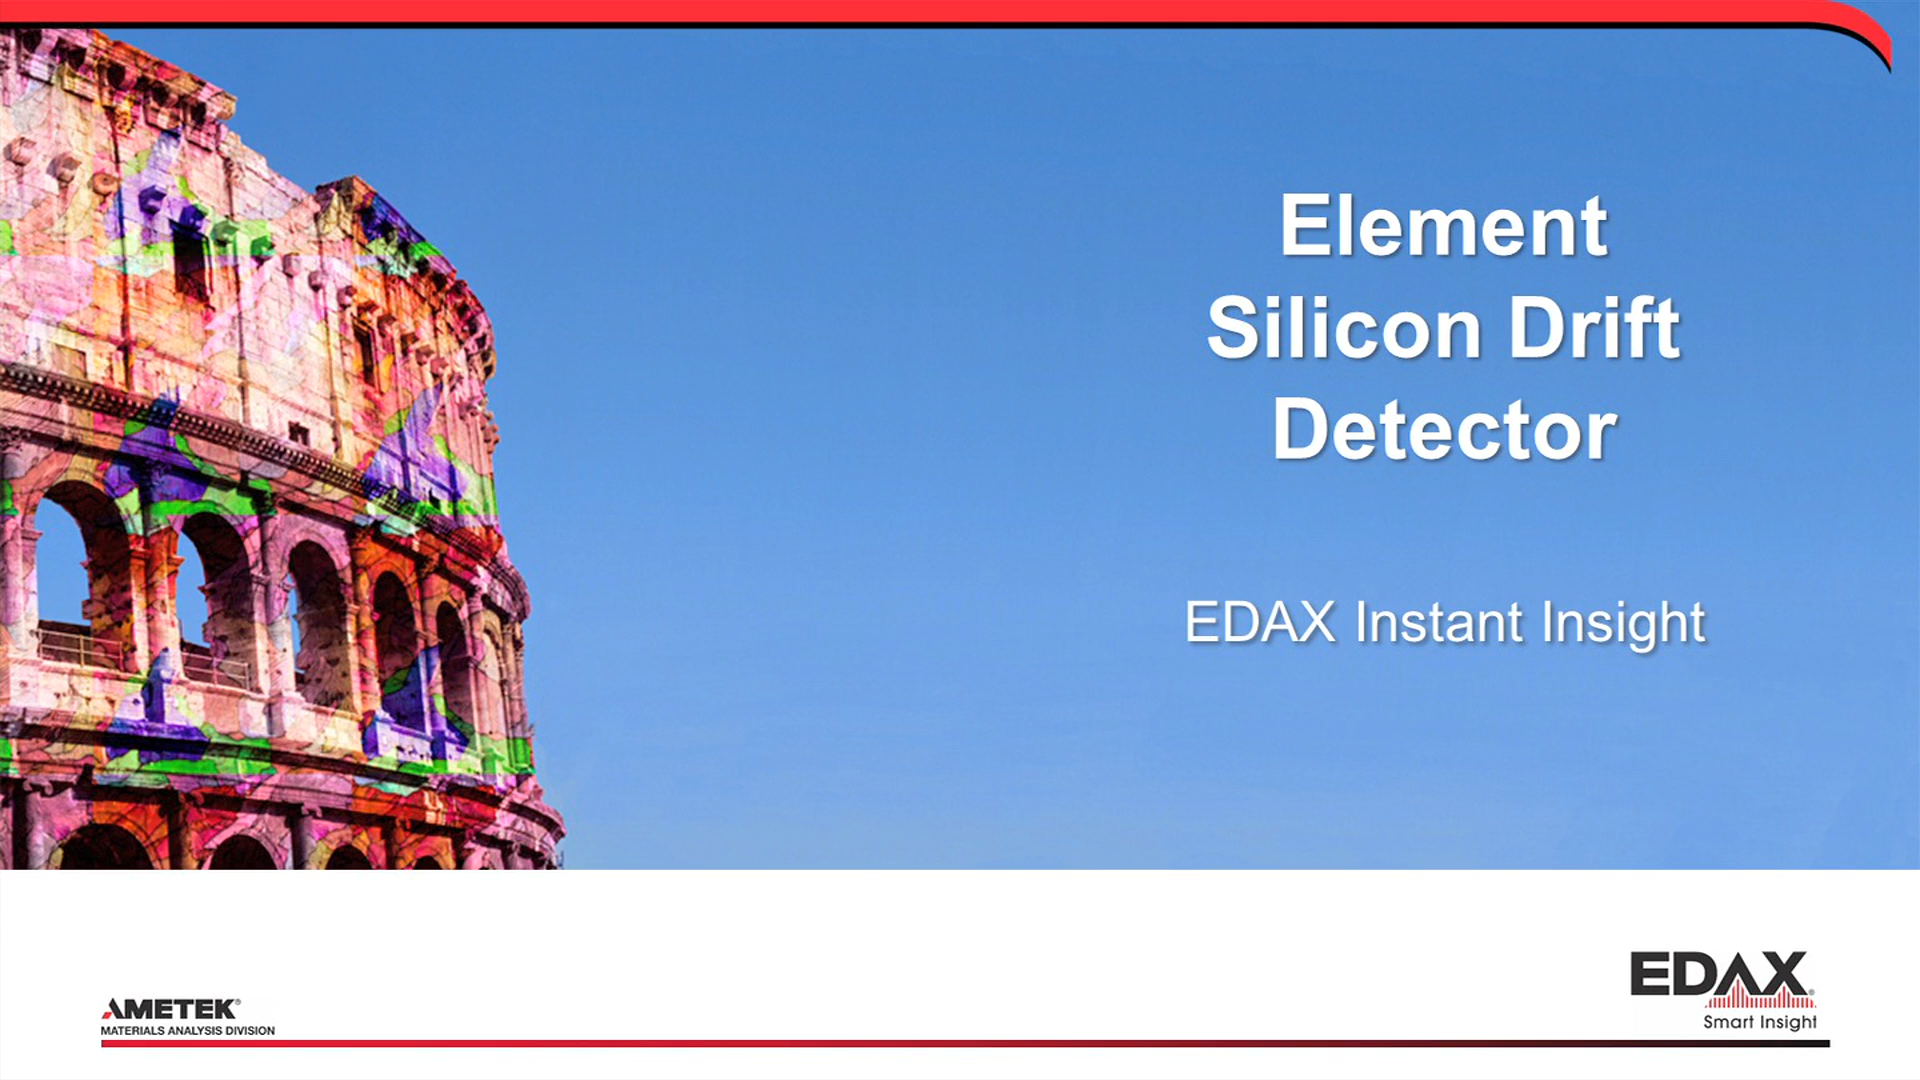 Element
Silicon Drift
Detector
EDAX Instant Insight
AMETEK®
MATERIALS ANALYSIS DIVISION
EDAX®
Smart Insight